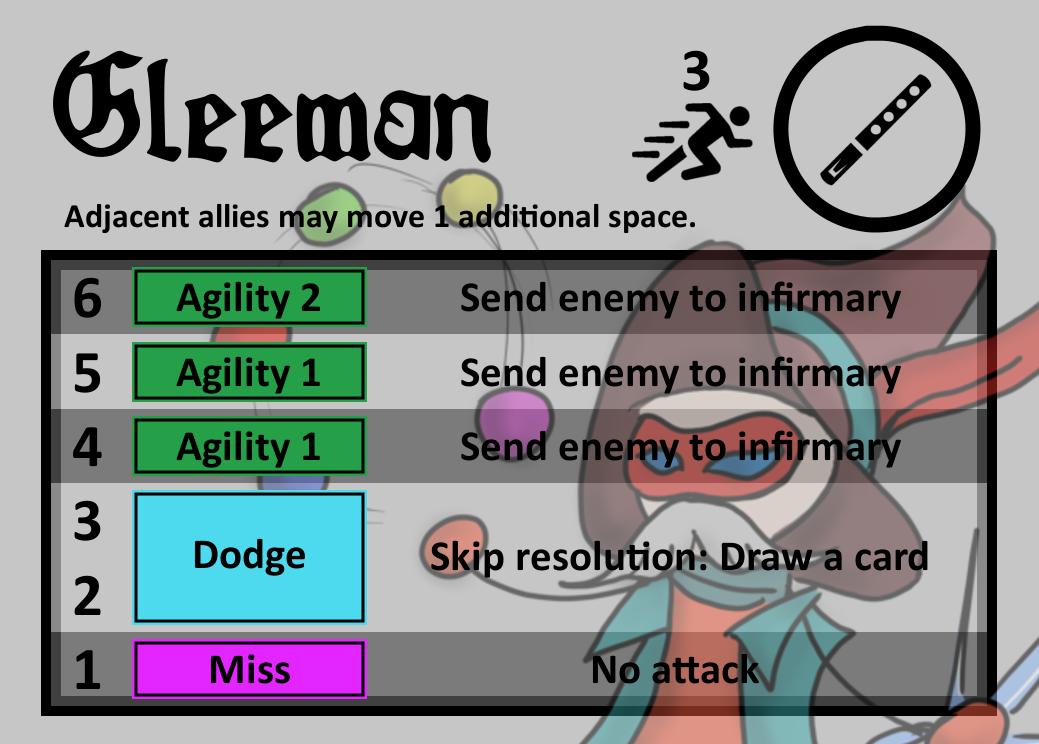 Gleeman
3
Adjacent allies may move 1 additional space.
6 Agility 2 Send enemy to infirmary
5 Agility 1 Send enemy to infirmary
4 Agility 1 Send enemy to infirmary
3
Dodge Skip resolution: Draw a card
2
1 Miss No attack